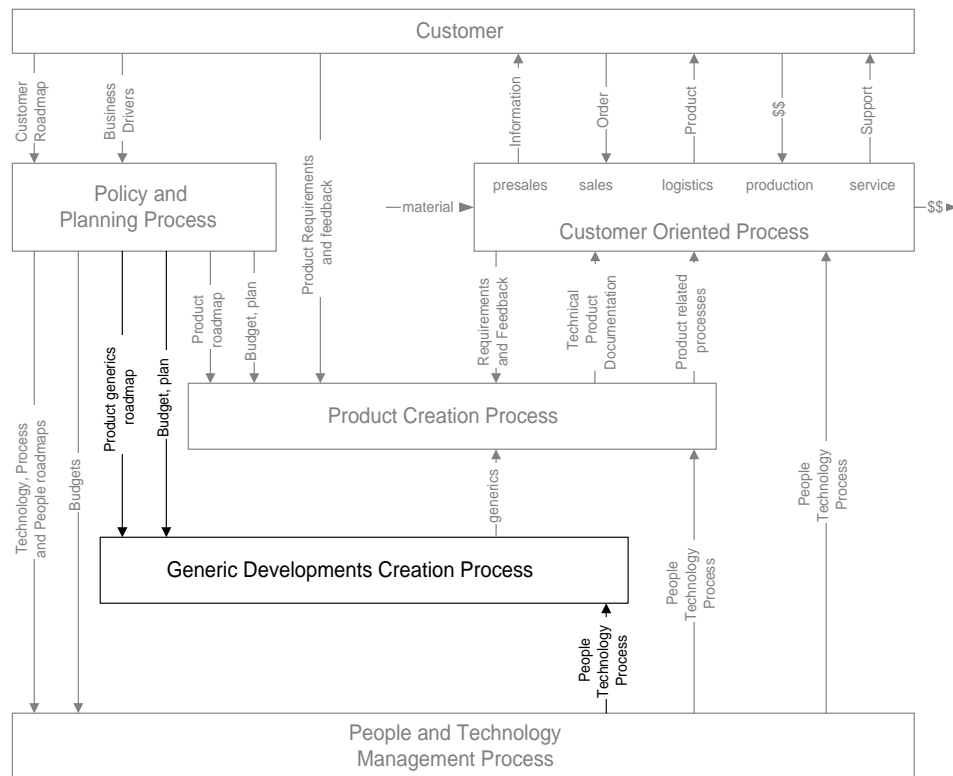 Customer
Customer
Roadmap
Business
Drivers
Product Requirements
and feedback
Information
Order
Product
$$
Support
Policy and
Planning Process
presales
sales
logistics
production
service
material
$$
Customer Oriented Process
Technology, Process
and People roadmaps
Budgets
Product generics
roadmap
Budget, plan
Product
roadmap
Budget, plan
Requirements
and Feedback
Technical
Product
Documentation
Product related
processes
Product Creation Process
generics
People
Technology
Process
People
Technology
Process
Generic Developments Creation Process
People
Technology
Process
People and Technology
Management Process